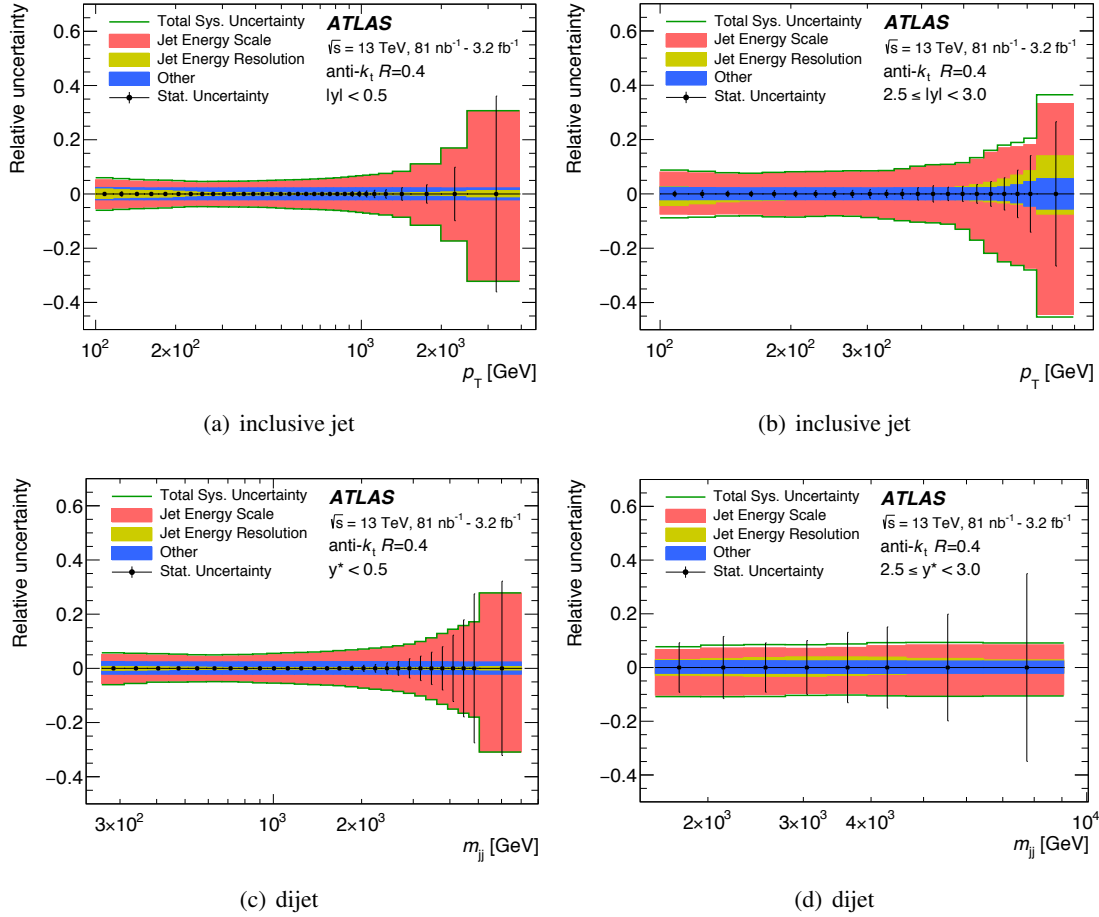 Relative uncertainty
0.6
0.4
0.2
0
−0.2
−0.4
Total Sys. Uncertainty
Jet Energy Scale
Jet Energy Resolution
Other
Stat. Uncertainty
ATLAS
√s = 13 TeV, 81 nb⁻¹ - 3.2 fb⁻¹
anti-kₜ R=0.4
|y| < 0.5
10² 2×10² 10³ 2×10³
p_T [GeV]
(a) inclusive jet
Relative uncertainty
0.6
0.4
0.2
0
−0.2
−0.4
Total Sys. Uncertainty
Jet Energy Scale
Jet Energy Resolution
Other
Stat. Uncertainty
ATLAS
√s = 13 TeV, 81 nb⁻¹ - 3.2 fb⁻¹
anti-kₜ R=0.4
2.5 ≤ |y| < 3.0
10² 2×10² 3×10²
p_T [GeV]
(b) inclusive jet
Relative uncertainty
0.6
0.4
0.2
0
−0.2
−0.4
Total Sys. Uncertainty
Jet Energy Scale
Jet Energy Resolution
Other
Stat. Uncertainty
ATLAS
√s = 13 TeV, 81 nb⁻¹ - 3.2 fb⁻¹
anti-kₜ R=0.4
y* < 0.5
3×10² 10³ 2×10³
m_jj [GeV]
(c) dijet
Relative uncertainty
0.6
0.4
0.2
0
−0.2
−0.4
Total Sys. Uncertainty
Jet Energy Scale
Jet Energy Resolution
Other
Stat. Uncertainty
ATLAS
√s = 13 TeV, 81 nb⁻¹ - 3.2 fb⁻¹
anti-kₜ R=0.4
2.5 ≤ y* < 3.0
2×10³ 3×10³ 4×10³ 10⁴
m_jj [GeV]
(d) dijet